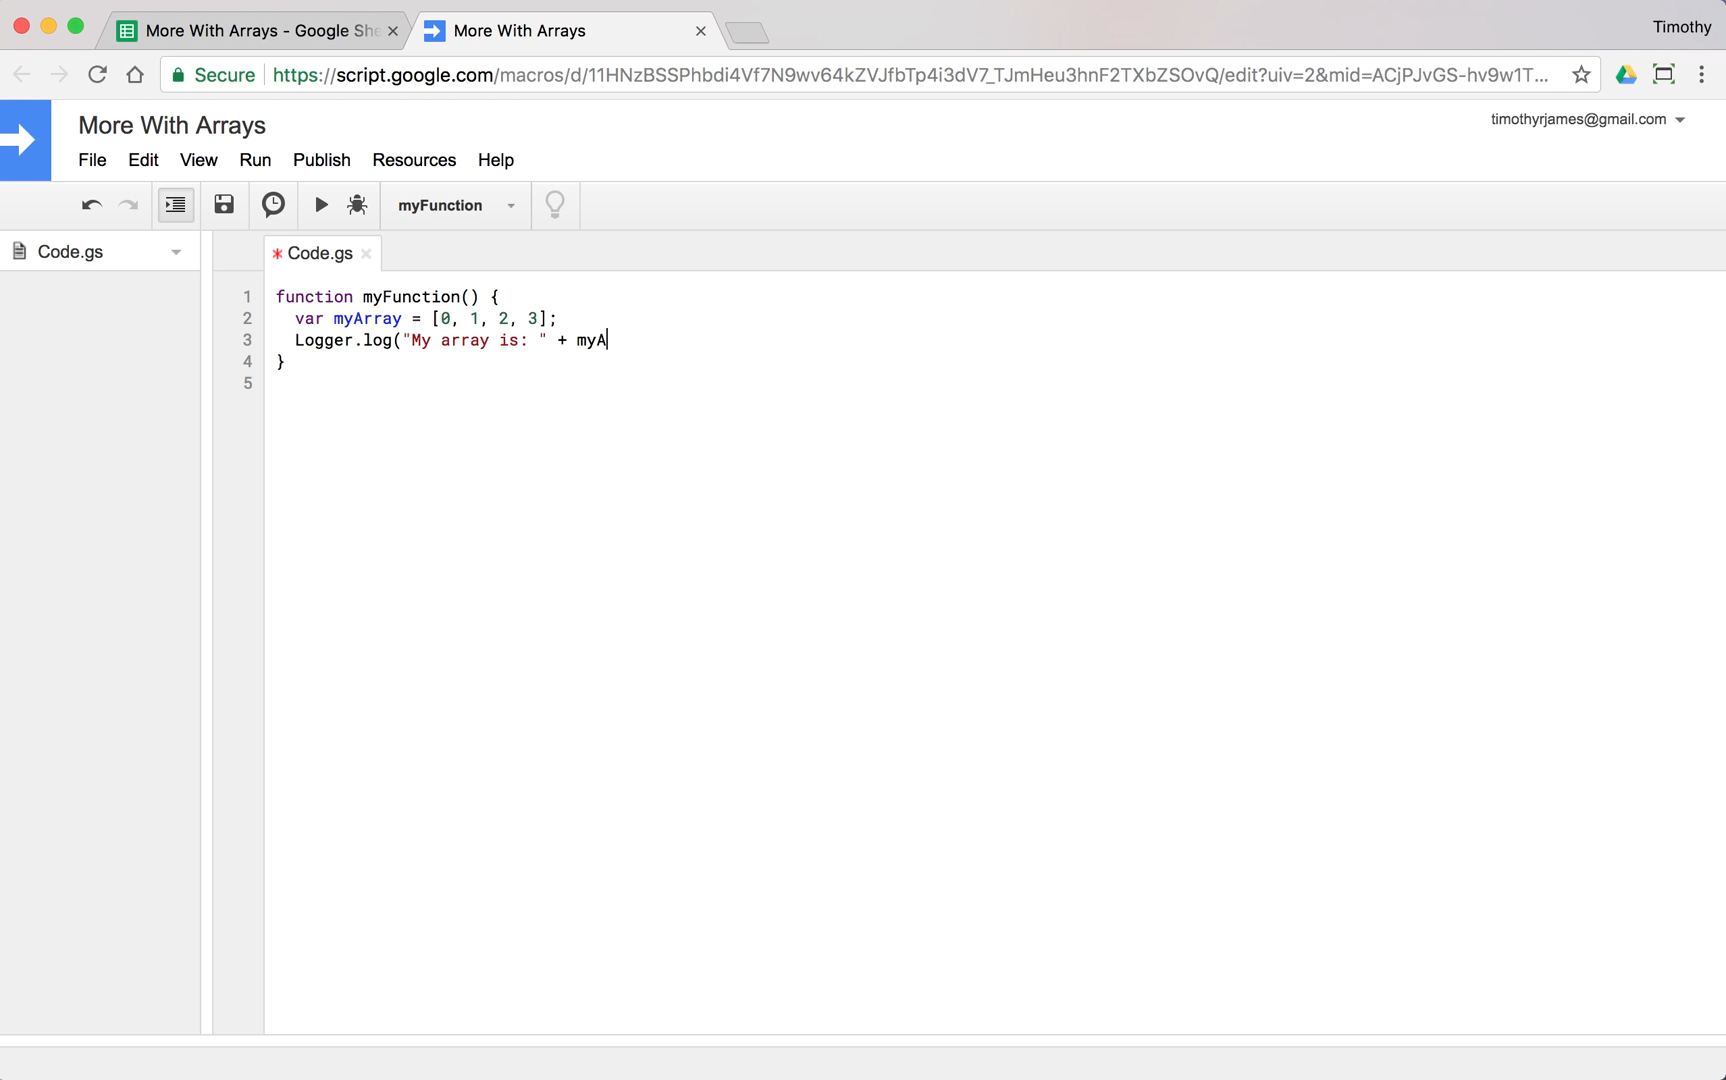 More With Arrays - Google She
More With Arrays
Timothy
Secure https://script.google.com/macros/d/11HNzBSSPhbdi4Vf7N9wv64kZVJfbTp4i3dV7_TJmHeu3hnF2TXbZSOvQ/edit?uiv=2&mid=ACjPJvGS-hv9w1T...
More With Arrays
timothyrjames@gmail.com
File Edit View Run Publish Resources Help
myFunction
Code.gs
* Code.gs
1 function myFunction() {
2 var myArray = [0, 1, 2, 3];
3 Logger.log("My array is: " + myA
4 }
5